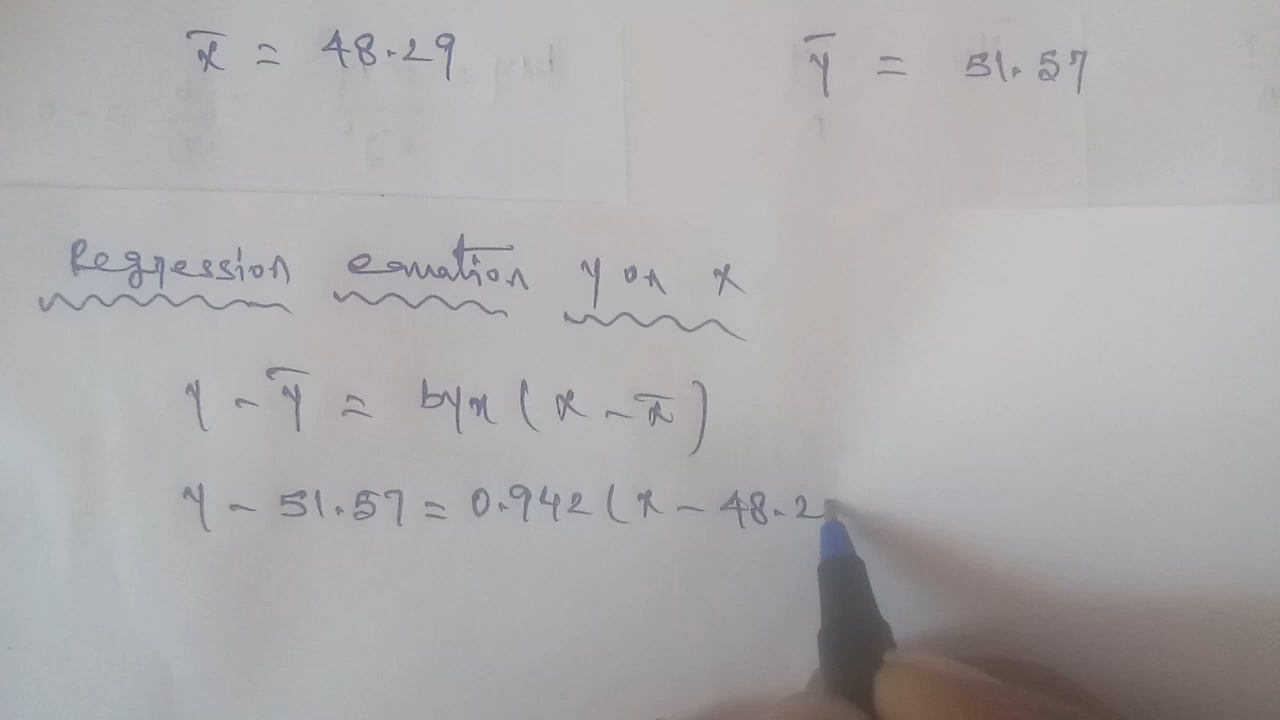 x̄ = 48.29 ȳ = 51.57
Regression equation y on x
y - ȳ = byx (x - x̄)
y - 51.57 = 0.942 (x - 48.2